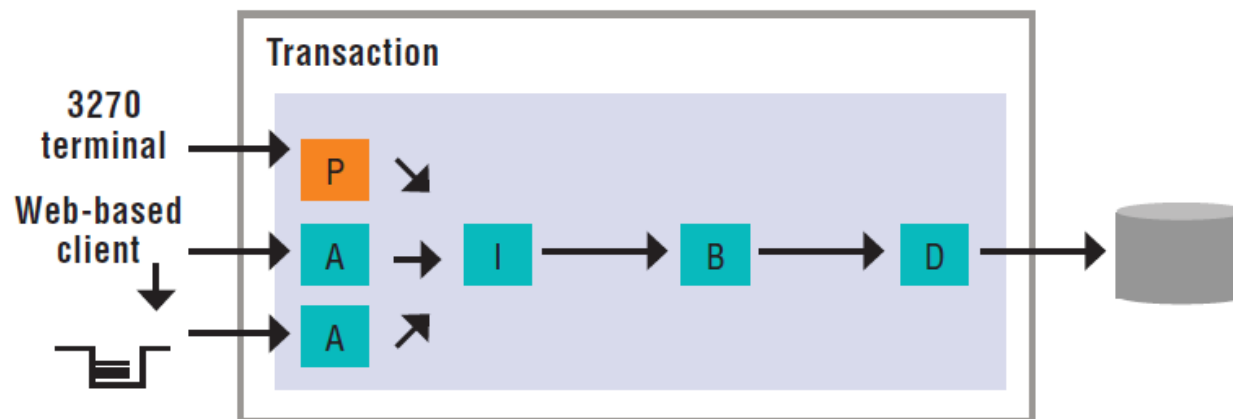 Transaction
3270
terminal
P
Web-based
client
A
I
B
D
A